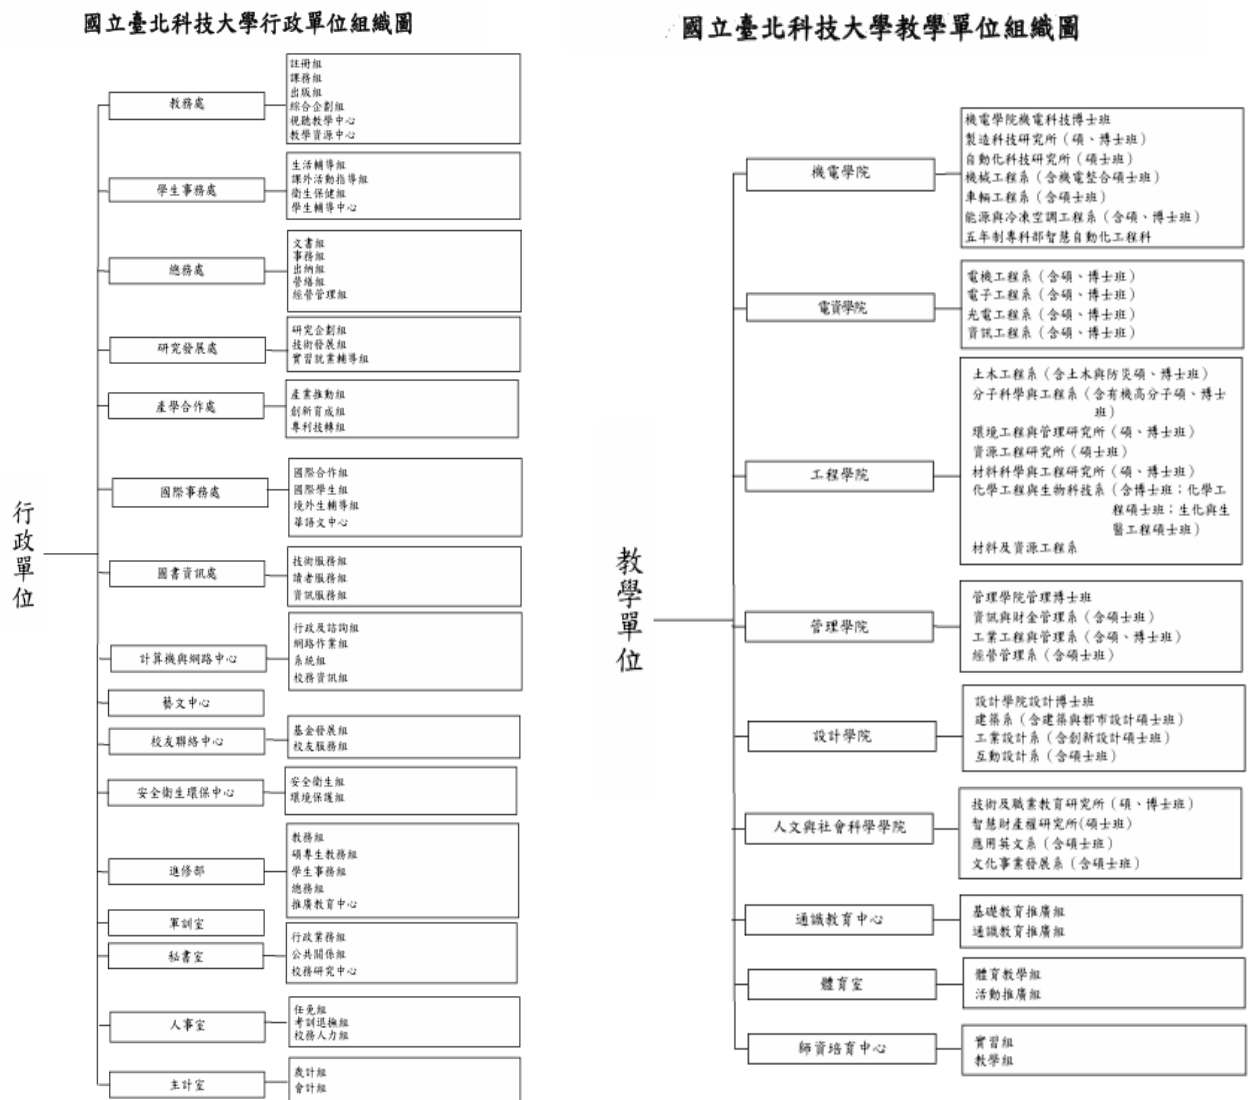 國立臺北科技大學行政單位組織圖
行政單位
教務處
註冊組
課務組
出版組
綜合企劃組
視聽教學中心
教學資源中心
學生事務處
生活輔導組
課外活動指導組
衛生保健組
學生輔導中心
總務處
文書組
事務組
出納組
營繕組
經營管理組
研究發展處
研究企劃組
技術發展組
實習就業輔導組
產學合作處
產業推動組
創新育成組
專利技轉組
國際事務處
國際合作組
國際學生組
境外生輔導組
華語文中心
圖書資訊處
技術服務組
讀者服務組
資訊服務組
計算機與網路中心
行政及諮詢組
網路作業組
系統組
校務資訊組
藝文中心
校友聯絡中心
基金發展組
校友服務組
安全衛生環保中心
安全衛生組
環境保護組
進修部
教務組
碩專生教務組
學生事務組
總務組
推廣教育中心
軍訓室
秘書室
行政業務組
公共關係組
校務研究中心
人事室
任免組
考訓退撫組
校務人力組
主計室
歲計組
會計組
國立臺北科技大學教學單位組織圖
教學單位
機電學院
機電學院機電科技博士班
製造科技研究所（碩、博士班）
自動化科技研究所（碩士班）
機械工程系（含機電整合碩士班）
車輛工程系（含碩士班）
能源與冷凍空調工程系（含碩、博士班）
五年制專科部智慧自動化工程科
電資學院
電機工程系（含碩、博士班）
電子工程系（含碩、博士班）
光電工程系（含碩、博士班）
資訊工程系（含碩、博士班）
工程學院
土木工程系（含土木與防災碩、博士班）
分子科學與工程系（含有機高分子碩、博士
班）
環境工程與管理研究所（碩、博士班）
資源工程研究所（碩士班）
材料科學與工程研究所（碩、博士班）
化學工程與生物科技系（含博士班；化學工
程碩士班；生化與生
醫工程碩士班）
材料及資源工程系
管理學院
管理學院管理博士班
資訊與財金管理系（含碩士班）
工業工程與管理系（含碩、博士班）
經營管理系（含碩士班）
設計學院
設計學院設計博士班
建築系（含建築與都市設計碩士班）
工業設計系（含創新設計碩士班）
互動設計系（含碩士班）
人文與社會科學學院
技術及職業教育研究所（碩、博士班）
智慧財產權研究所(碩士班）
應用英文系（含碩士班）
文化事業發展系（含碩士班）
通識教育中心
基礎教育推廣組
通識教育推廣組
體育室
體育教學組
活動推廣組
師資培育中心
實習組
教學組